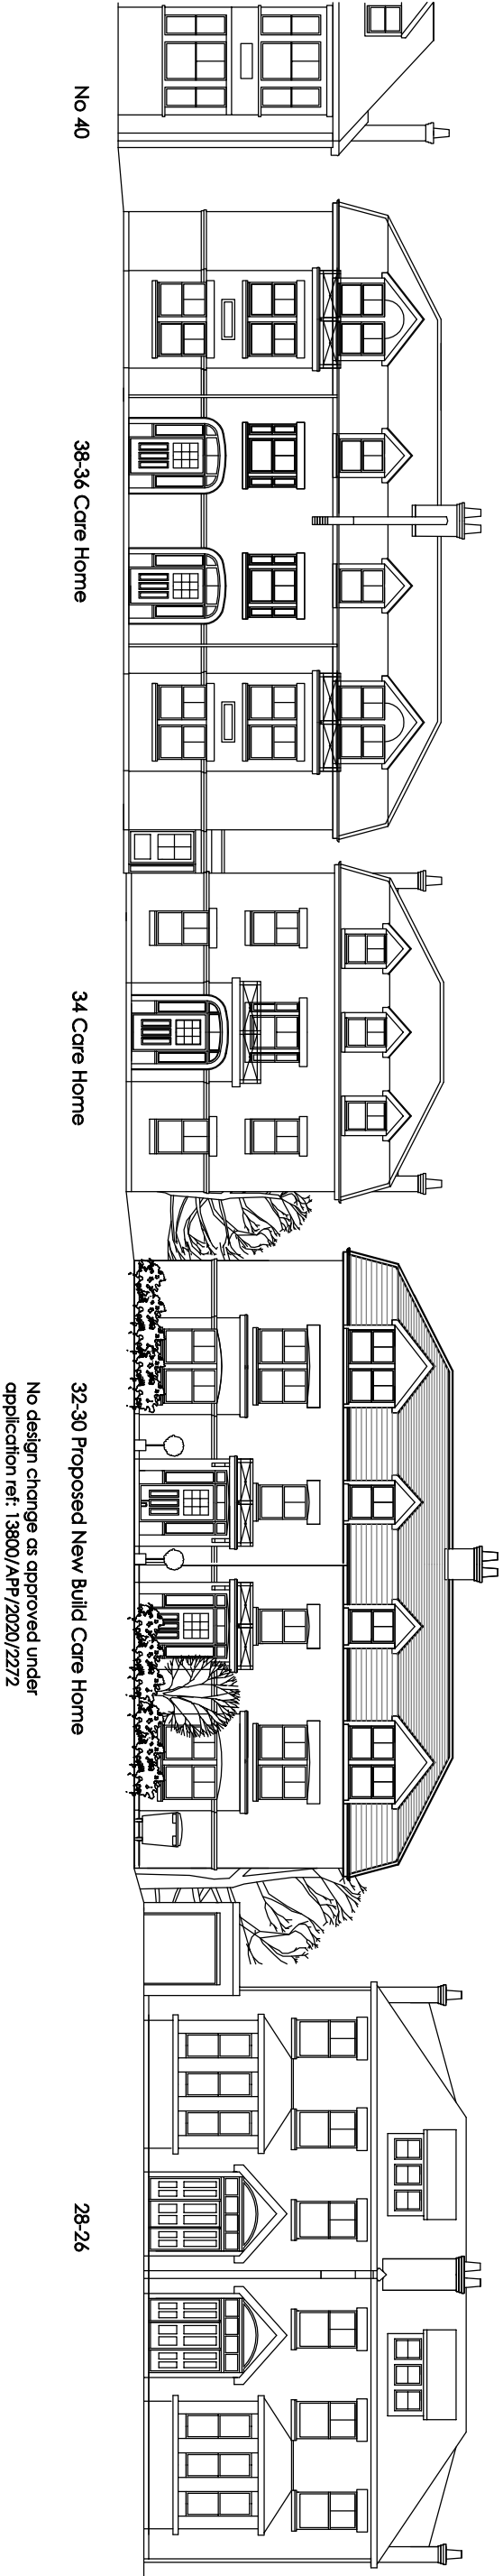 No 40
38-36 Care Home
34 Care Home
32-30 Proposed New Build Care Home
No design change as approved under
application ref: 13800/APP/2020/2272
28-26